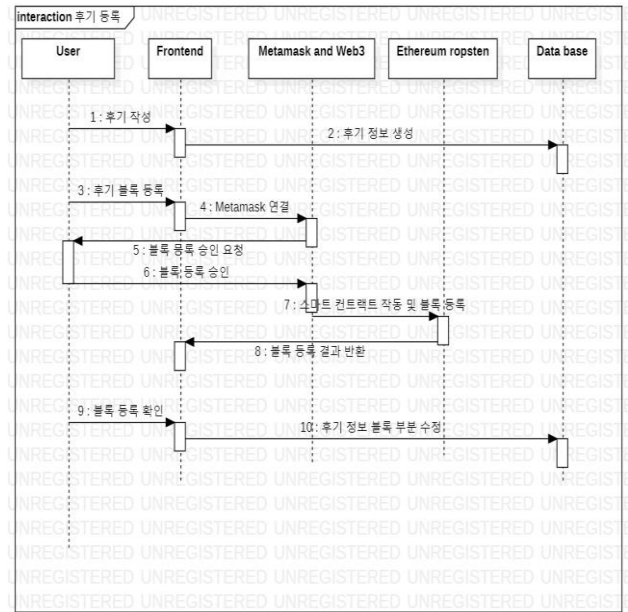 interaction 후기 등록
User
Frontend
Metamask and Web3
Ethereum ropsten
Data base
1 : 후기 작성
2 : 후기 정보 생성
3 : 후기 블록 등록
4 : Metamask 연결
5 : 블록 등록 승인 요청
6 : 블록 등록 승인
7 : 스마트 컨트랙트 작동 및 블록 등록
8 : 블록 등록 결과 반환
9 : 블록 등록 확인
10 : 후기 정보 블록 부분 수정
UNREGISTERED